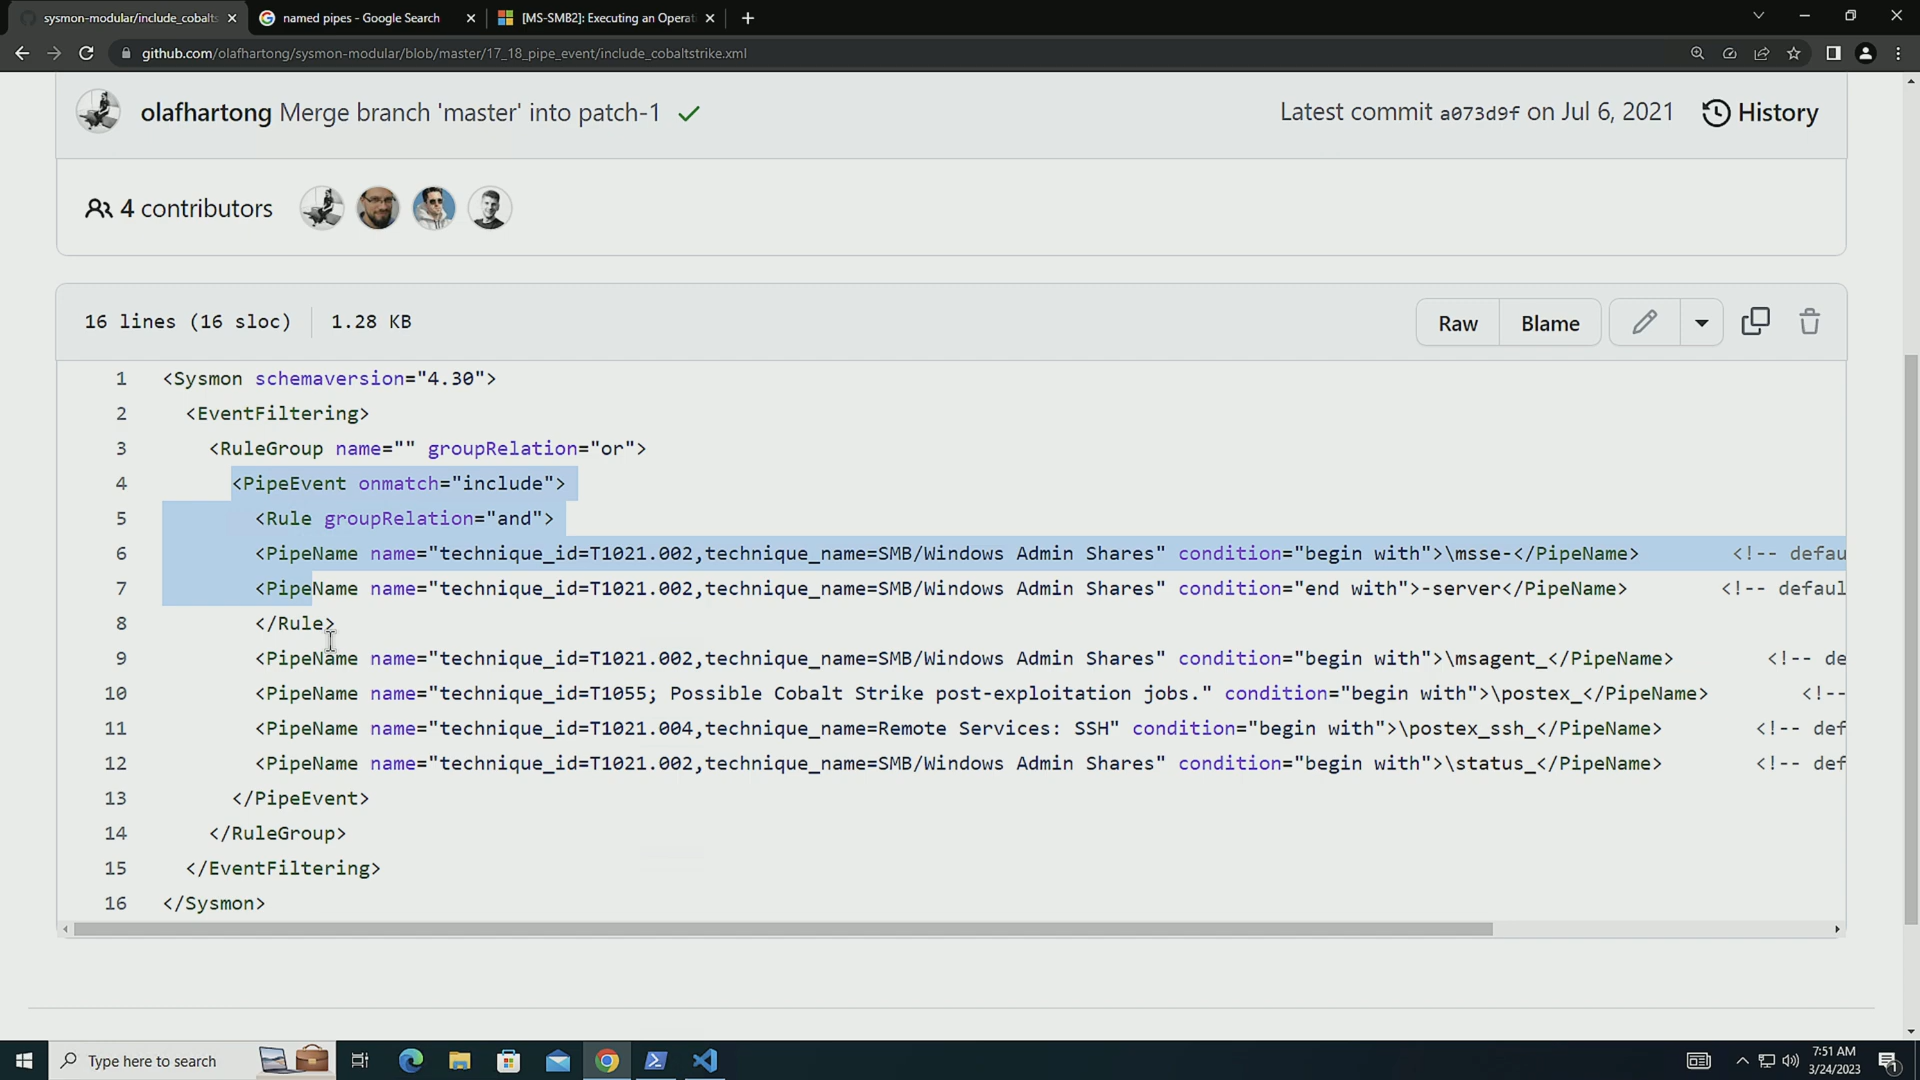 sysmon-modular/include_cobalts
named pipes - Google Search
[MS-SMB2]: Executing an Operat
github.com/olafhartong/sysmon-modular/blob/master/17_18_pipe_event/include_cobaltstrike.xml
olafhartong Merge branch 'master' into patch-1
Latest commit a073d9f on Jul 6, 2021
History
4 contributors
16 lines (16 sloc)
1.28 KB
Raw
Blame
1 <Sysmon schemaversion="4.30">
2 <EventFiltering>
3 <RuleGroup name="" groupRelation="or">
4 <PipeEvent onmatch="include">
5 <Rule groupRelation="and">
6 <PipeName name="technique_id=T1021.002,technique_name=SMB/Windows Admin Shares" condition="begin with">\msse-</PipeName> <!-- defau
7 <PipeName name="technique_id=T1021.002,technique_name=SMB/Windows Admin Shares" condition="end with">-server</PipeName> <!-- defaul
8 </Rule>
9 <PipeName name="technique_id=T1021.002,technique_name=SMB/Windows Admin Shares" condition="begin with">\msagent_</PipeName> <!-- de
10 <PipeName name="technique_id=T1055; Possible Cobalt Strike post-exploitation jobs." condition="begin with">\postex_</PipeName> <!--
11 <PipeName name="technique_id=T1021.004,technique_name=Remote Services: SSH" condition="begin with">\postex_ssh_</PipeName> <!-- def
12 <PipeName name="technique_id=T1021.002,technique_name=SMB/Windows Admin Shares" condition="begin with">\status_</PipeName> <!-- def
13 </PipeEvent>
14 </RuleGroup>
15 </EventFiltering>
16 </Sysmon>
Type here to search
7:51 AM
3/24/2023
1